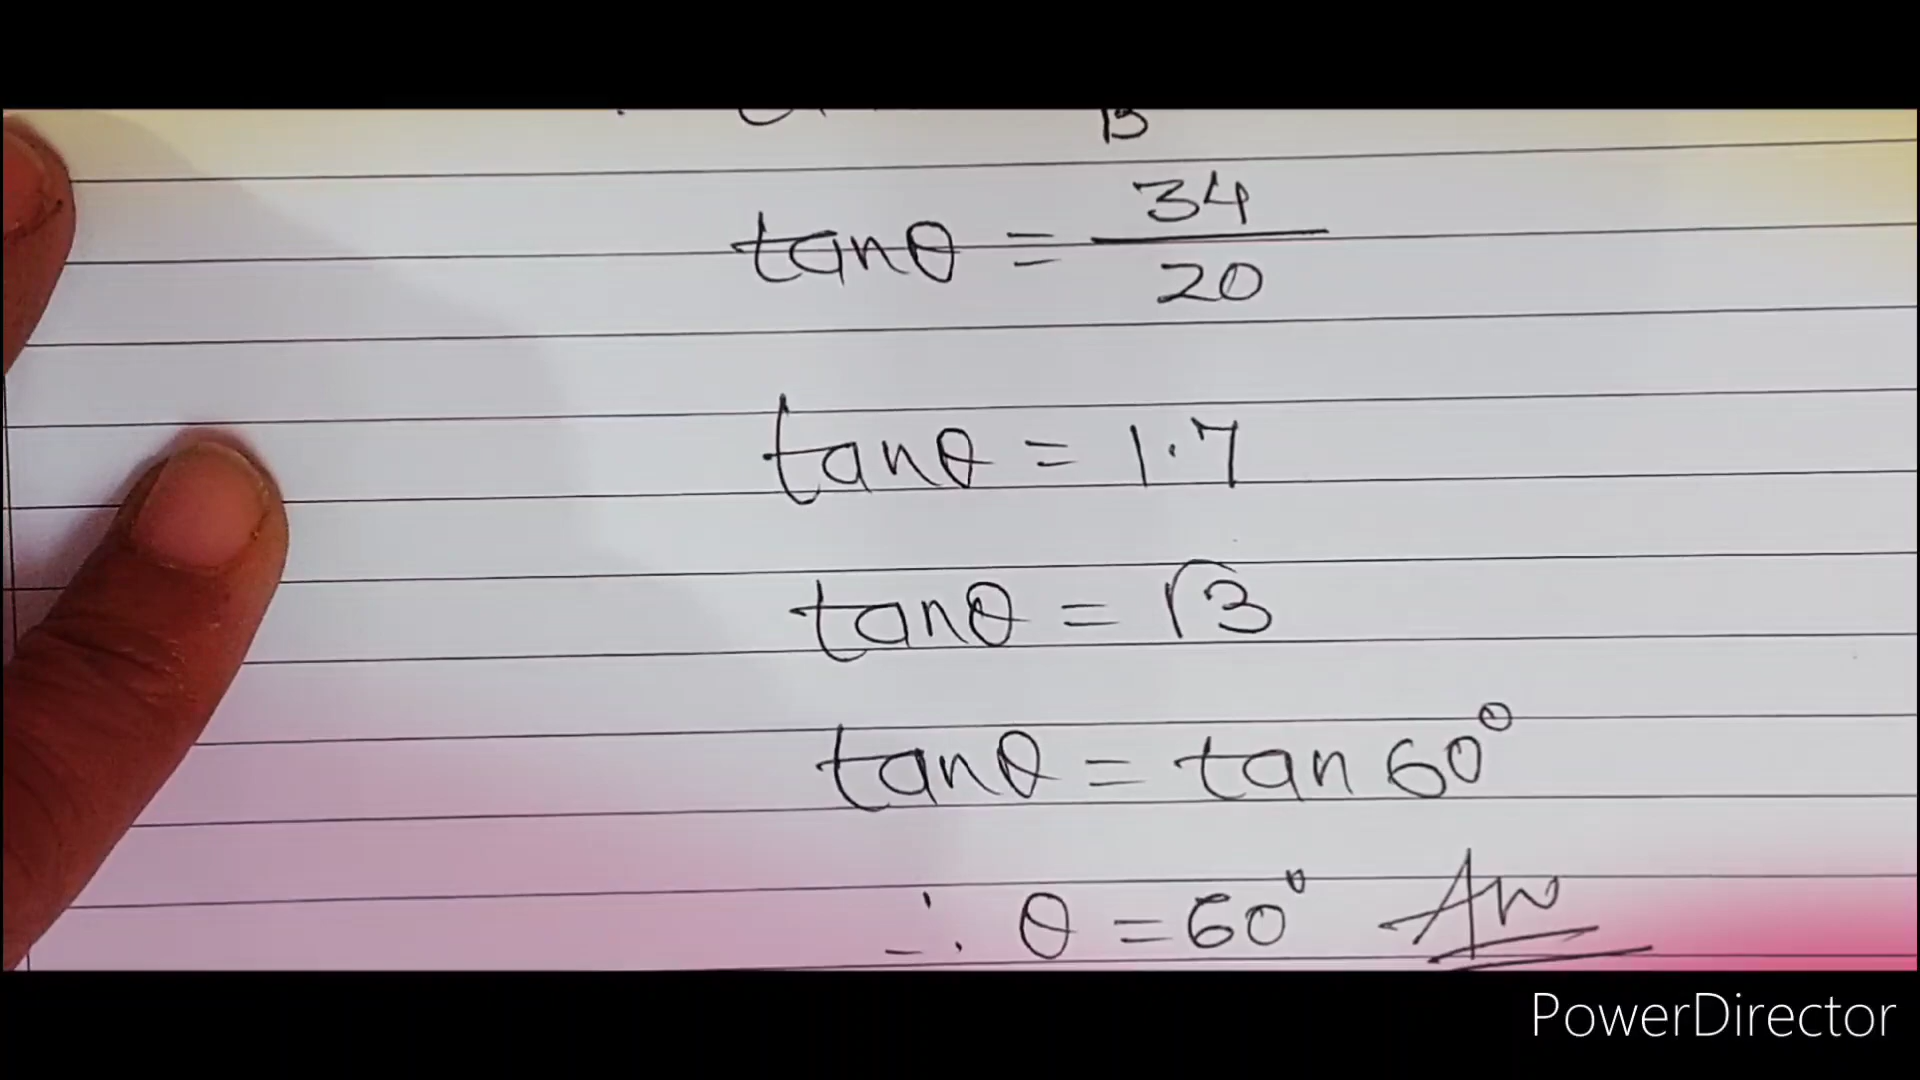 B
tanθ = 34/20
tanθ = 1.7
tanθ = √3
tanθ = tan 60°
∴ θ = 60° Ans
PowerDirector